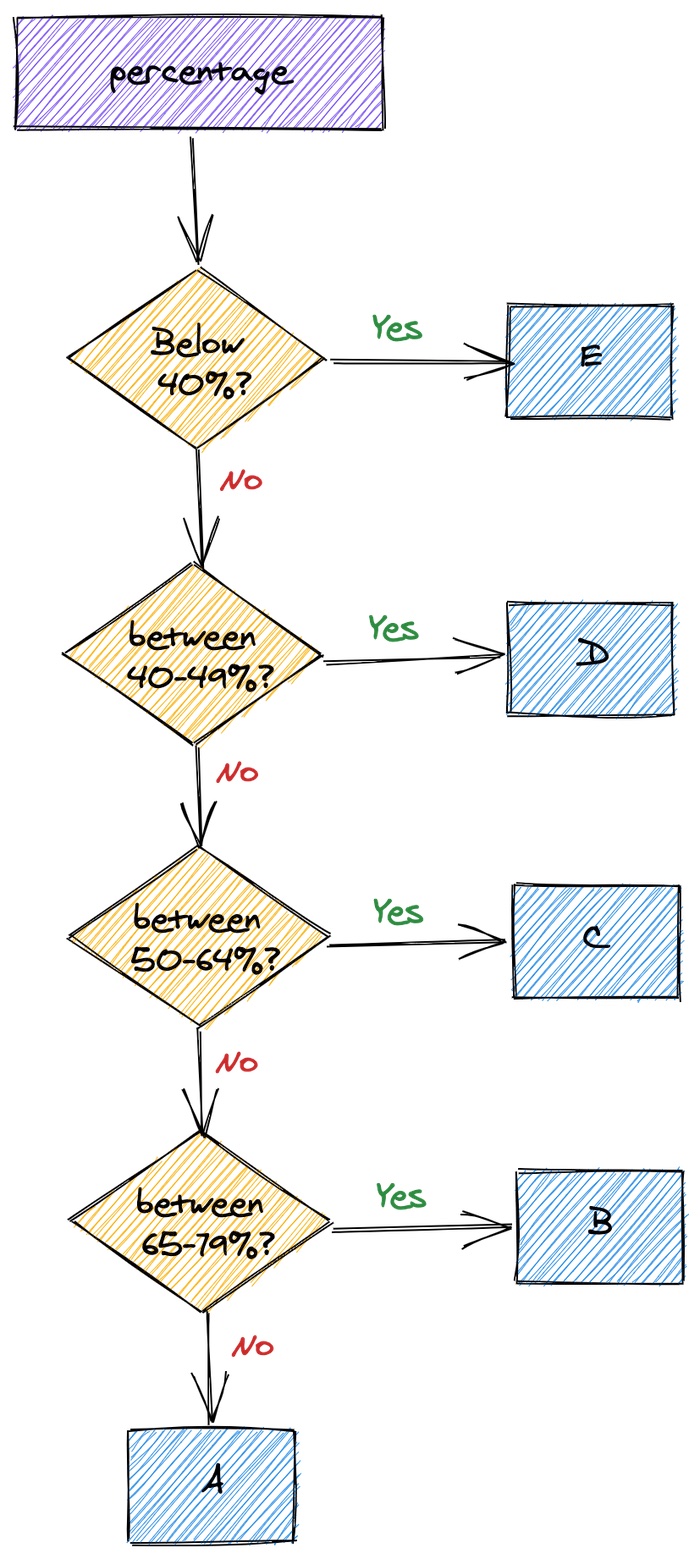 percentage
Below
40%?
Yes
E
No
between
40-49%?
Yes
D
No
between
50-64%?
Yes
C
No
between
65-79%?
Yes
B
No
A